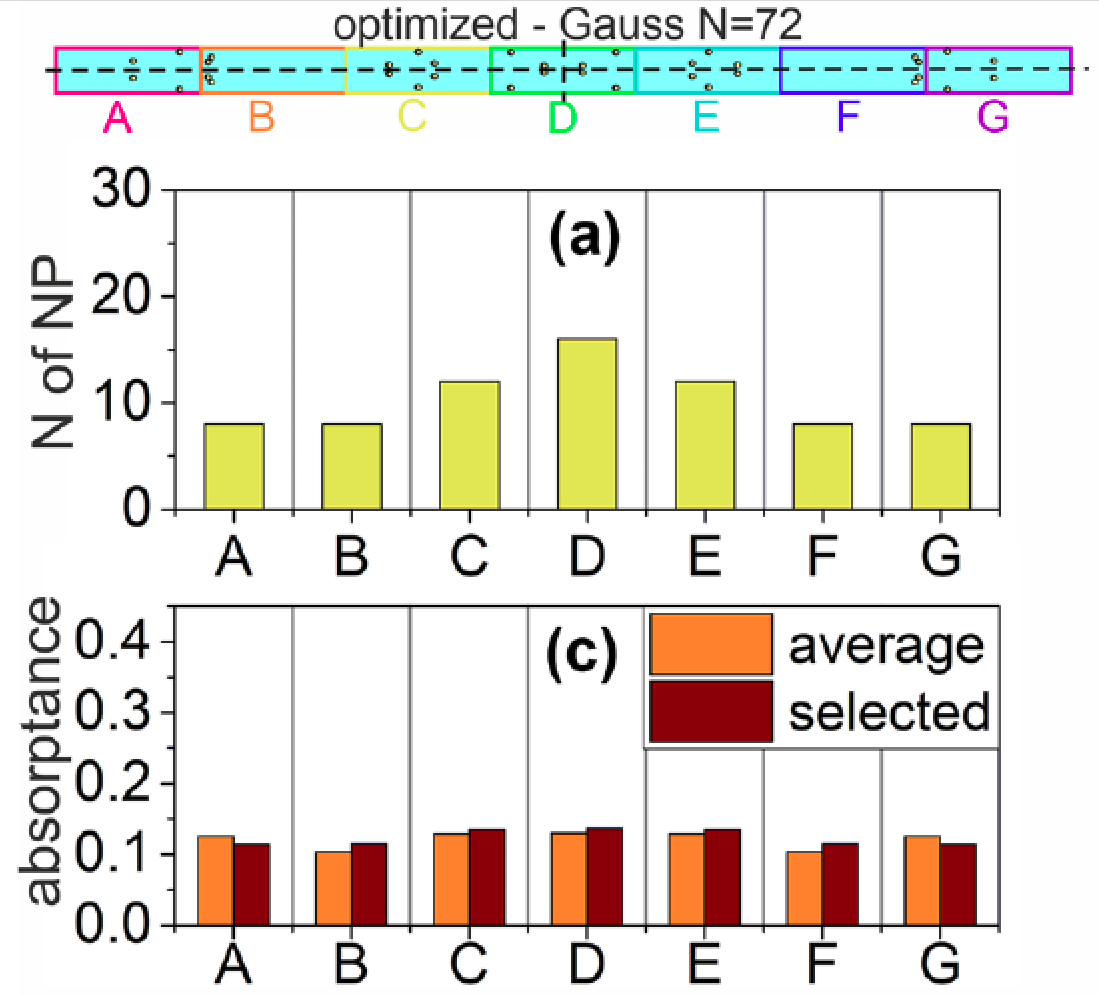 optimized - Gauss N=72
A B C D E F G
(a)
N of NP
30
20
10
0
A B C D E F G
(c)
average
selected
absorptance
0.4
0.3
0.2
0.1
0.0
A B C D E F G